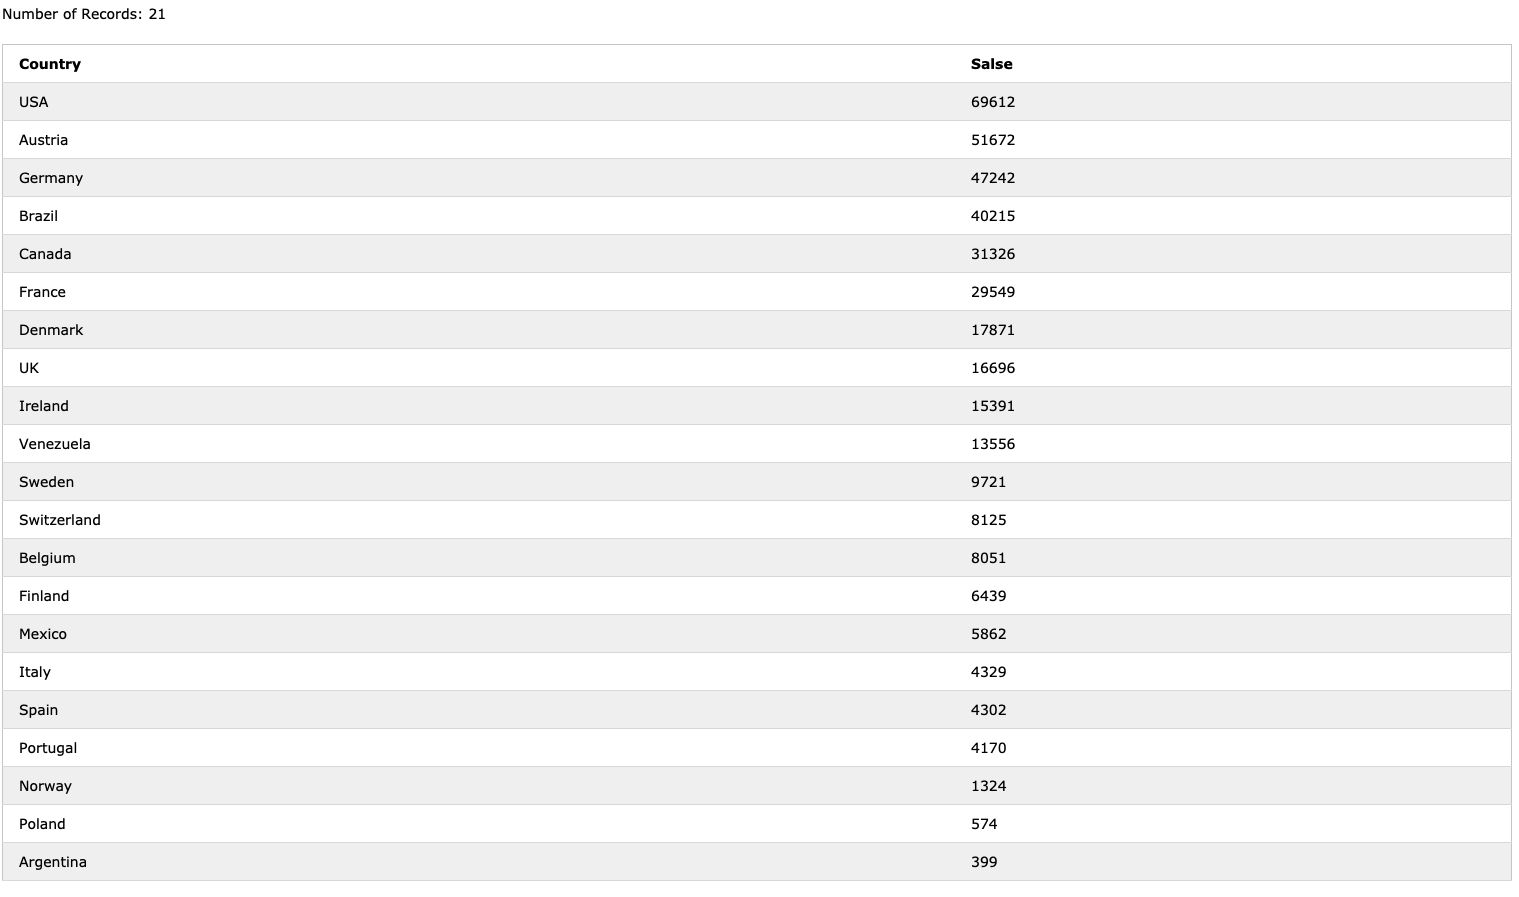 Number of Records: 21
Country Salse
USA 69612
Austria 51672
Germany 47242
Brazil 40215
Canada 31326
France 29549
Denmark 17871
UK 16696
Ireland 15391
Venezuela 13556
Sweden 9721
Switzerland 8125
Belgium 8051
Finland 6439
Mexico 5862
Italy 4329
Spain 4302
Portugal 4170
Norway 1324
Poland 574
Argentina 399